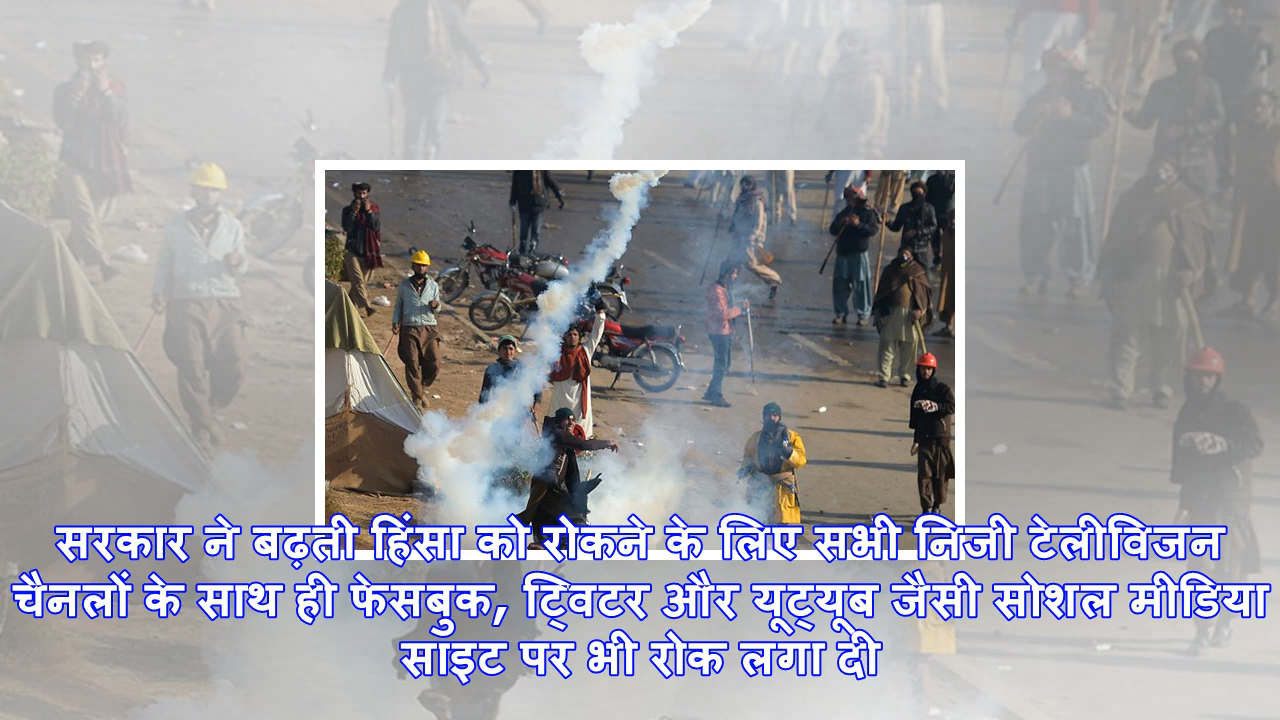 सरकार ने बढ़ती हिंसा को रोकने के लिए सभी निजी टेलीविजन
चैनलों के साथ ही फेसबुक, ट्विटर और यूट्यूब जैसी सोशल मीडिया
साइट पर भी रोक लगा दी